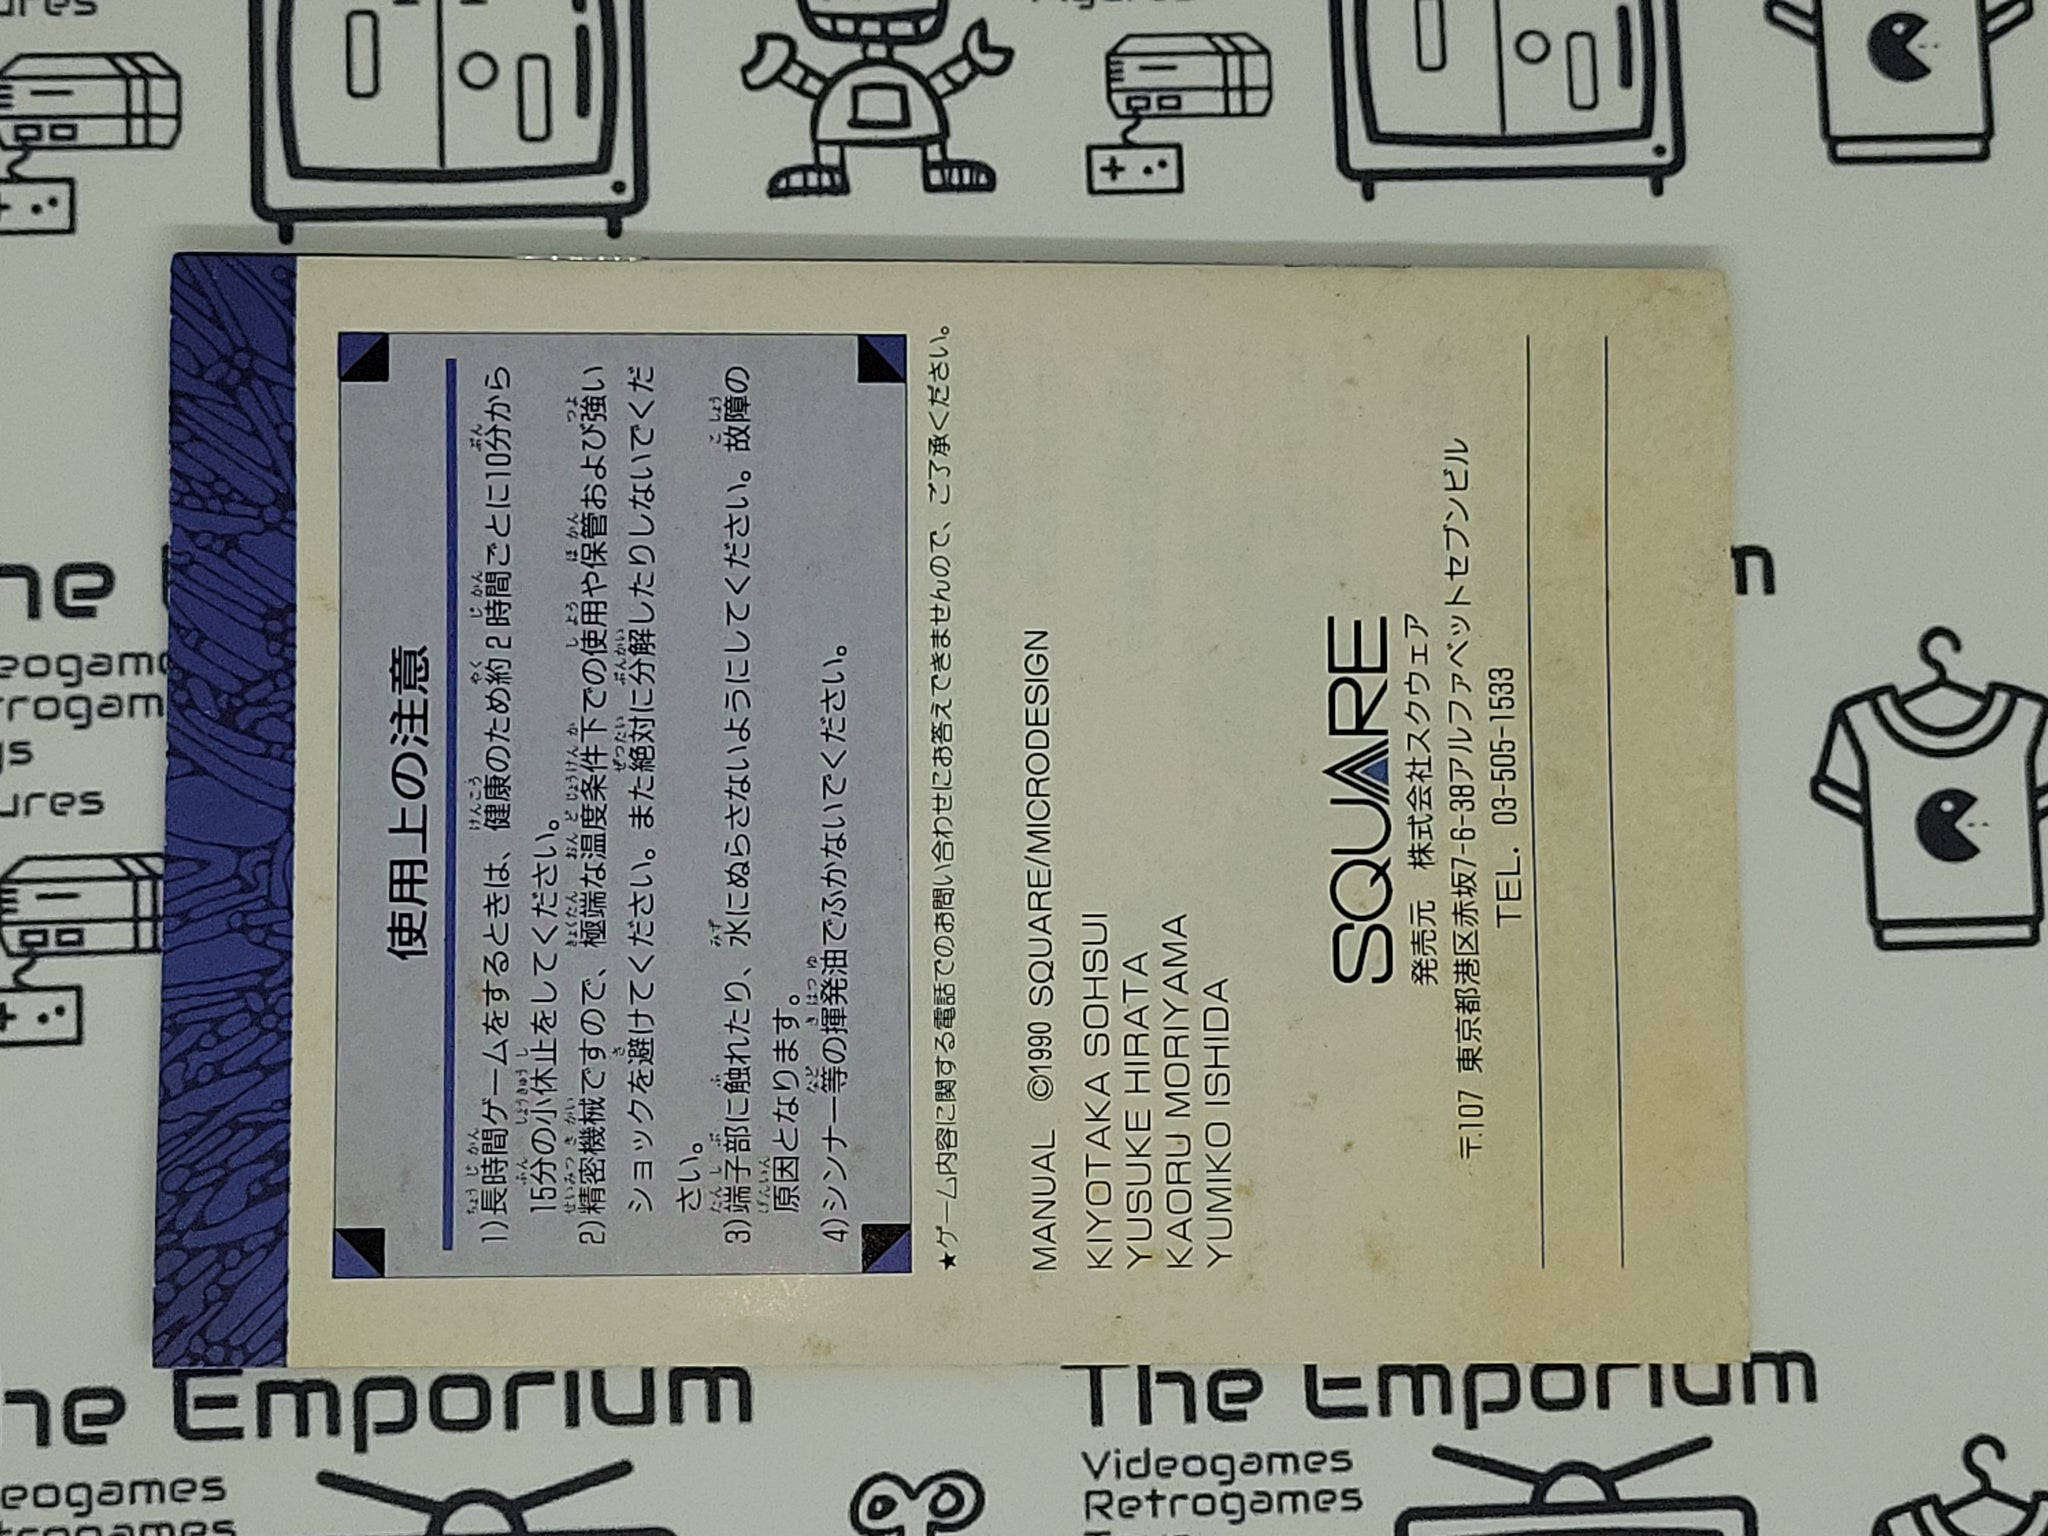 使用上の注意
1)長時間ゲームをするときは、健康のため約2時間ごとに10分から
15分の小休止をしてください。
2)精密機械ですので、極端な温度条件下での使用や保管および強い
ショックを避けてください。また絶対に分解したりしないでくだ
さい。
3)端子部に触れたり、水にぬらさないようにしてください。故障の
原因となります。
4)シンナー等の揮発油でふかないでください。
★ゲーム内容に関する電話でのお問い合わせにお答えできませんので、ご了承ください。
MANUAL ©1990 SQUARE/MICRODESIGN
KIYOTAKA SOHSUI
YUSUKE HIRATA
KAORU MORIYAMA
YUMIKO ISHIDA
SQUARE
発売元 株式会社スクウェア
〒107 東京都港区赤坂7-6-38アルファベットセブンビル
TEL. 03-505-1533
The Emporium
The Emporium
Videogames
Retrogames